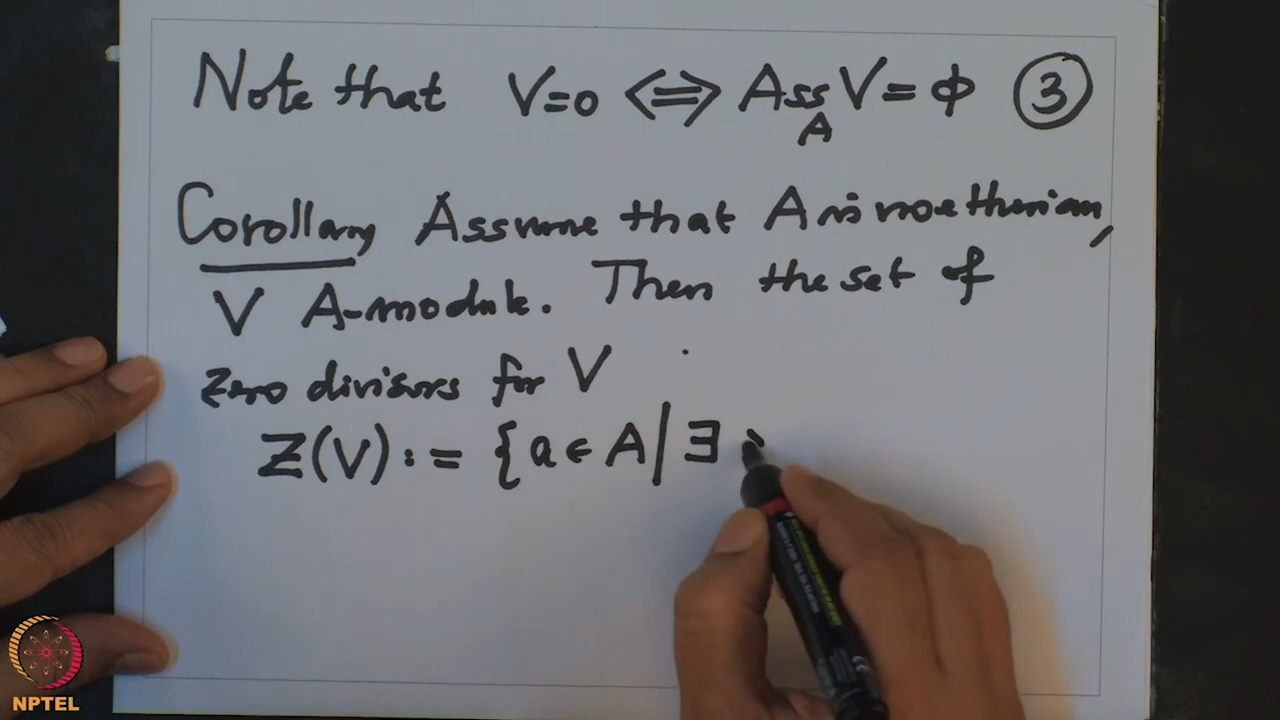 Note that V=0 <=> Ass_A V = φ ③
Corollary Assume that A is noetherian,
V A-module. Then the set of
Zero divisors for V
Z(V) := {a ∈ A | ∃
NPTEL